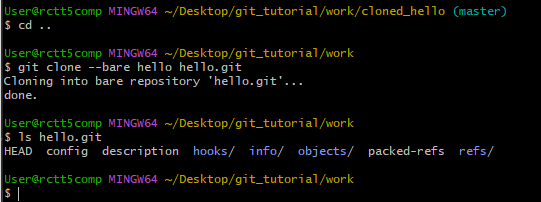 User@rctt5comp MINGW64 ~/Desktop/git_tutorial/work/cloned_hello (master)
$ cd ..
User@rctt5comp MINGW64 ~/Desktop/git_tutorial/work
$ git clone --bare hello hello.git
Cloning into bare repository 'hello.git'...
done.
User@rctt5comp MINGW64 ~/Desktop/git_tutorial/work
$ ls hello.git
HEAD  config  description  hooks/  info/  objects/  packed-refs  refs/
User@rctt5comp MINGW64 ~/Desktop/git_tutorial/work
$